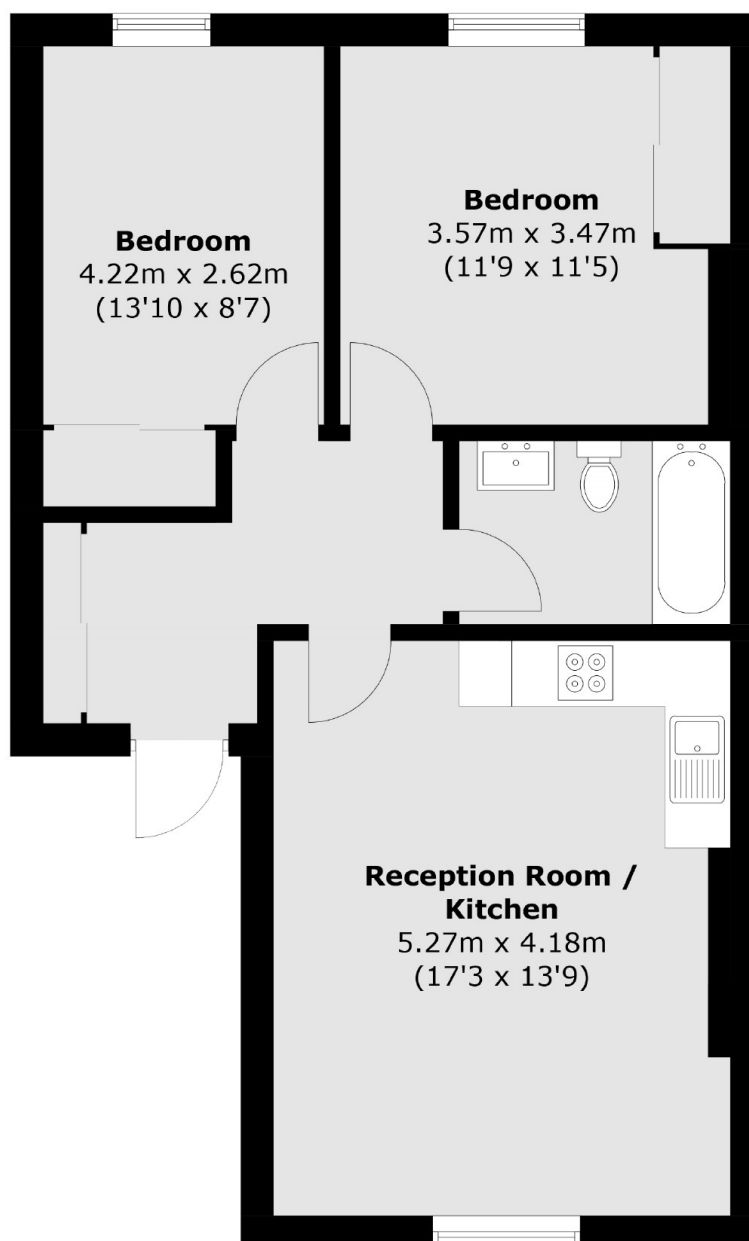 Bedroom
4.22m x 2.62m
(13'10 x 8'7)
Bedroom
3.57m x 3.47m
(11'9 x 11'5)
Reception Room /
Kitchen
5.27m x 4.18m
(17'3 x 13'9)